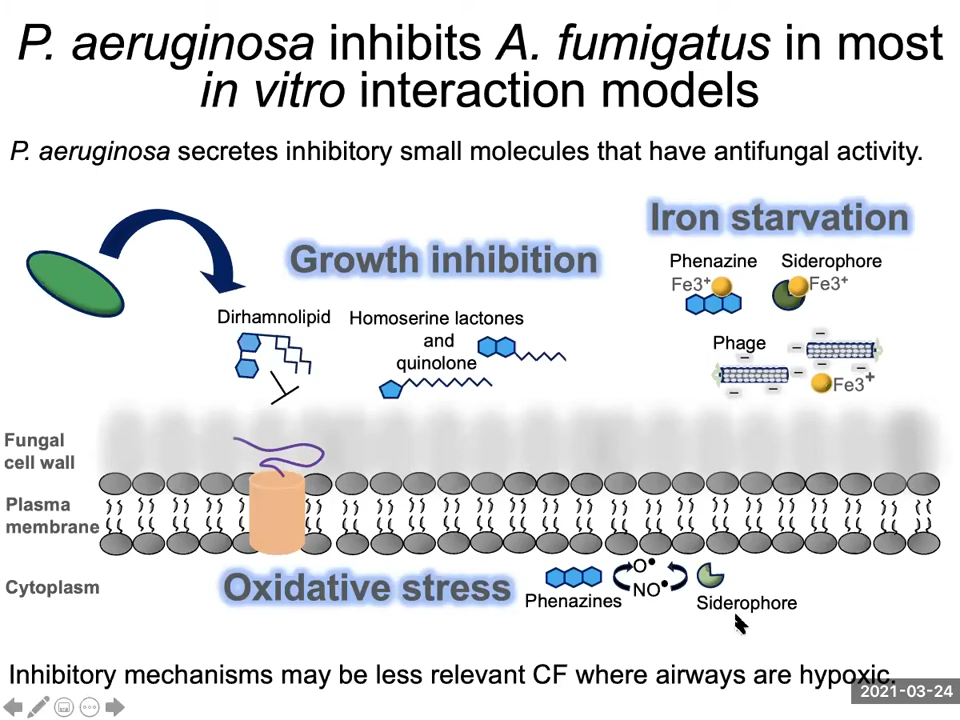 P. aeruginosa inhibits A. fumigatus in most
in vitro interaction models
P. aeruginosa secretes inhibitory small molecules that have antifungal activity.
Iron starvation
Growth inhibition
Phenazine
Siderophore
Fe3⁺
Fe3⁺
Dirhamnolipid
Homoserine lactones
and
quinolone
Phage
Fe3⁺
Fungal
cell wall
Plasma
membrane
Cytoplasm
Oxidative stress
Phenazines
O•
NO•
Siderophore
Inhibitory mechanisms may be less relevant CF where airways are hypoxic.
2021-03-24